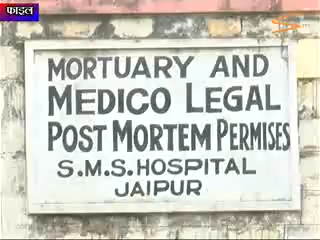 फाइल
MORTUARY AND
MEDICO LEGAL
POST MORTEM PERMISES
S.M.S. HOSPITAL
JAIPUR